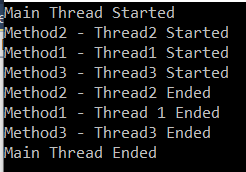 Main Thread Started
Method2 - Thread2 Started
Method1 - Thread1 Started
Method3 - Thread3 Started
Method2 - Thread2 Ended
Method1 - Thread 1 Ended
Method3 - Thread3 Ended
Main Thread Ended